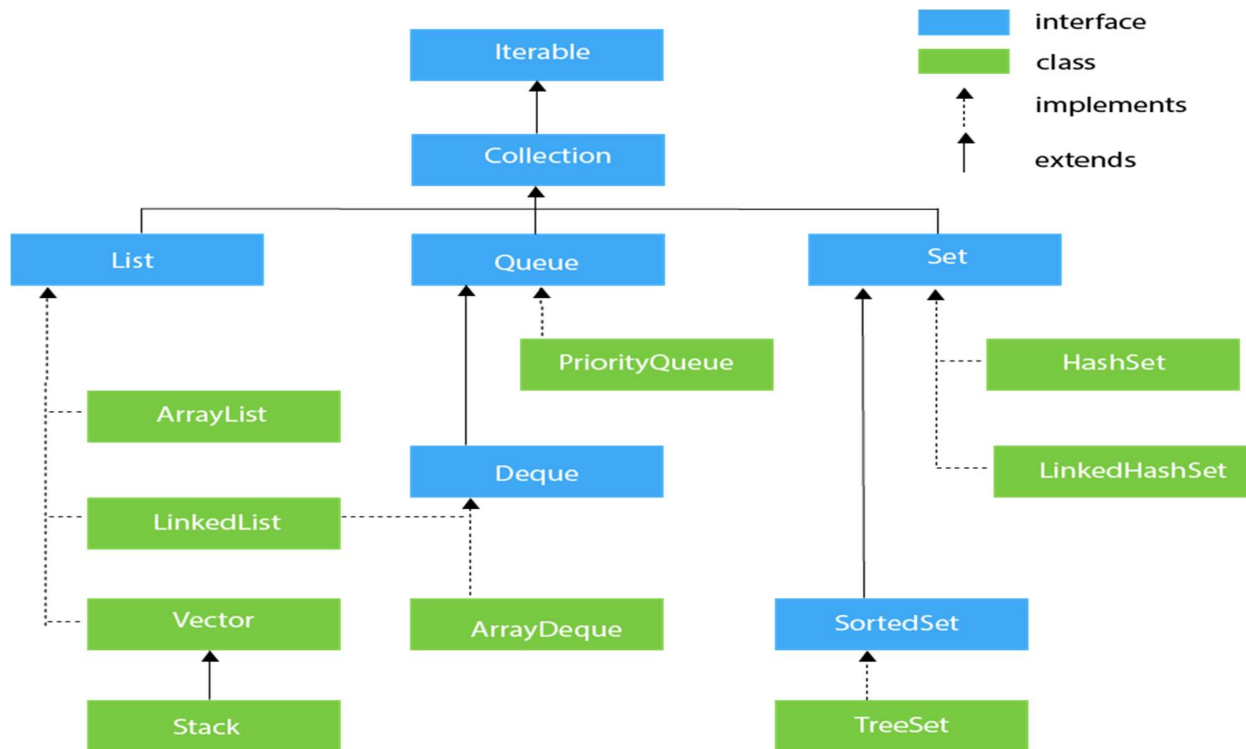 interface
Iterable
class
implements
Collection
extends
List
Queue
Set
PriorityQueue
HashSet
ArrayList
Deque
LinkedHashSet
LinkedList
Vector
ArrayDeque
SortedSet
Stack
TreeSet